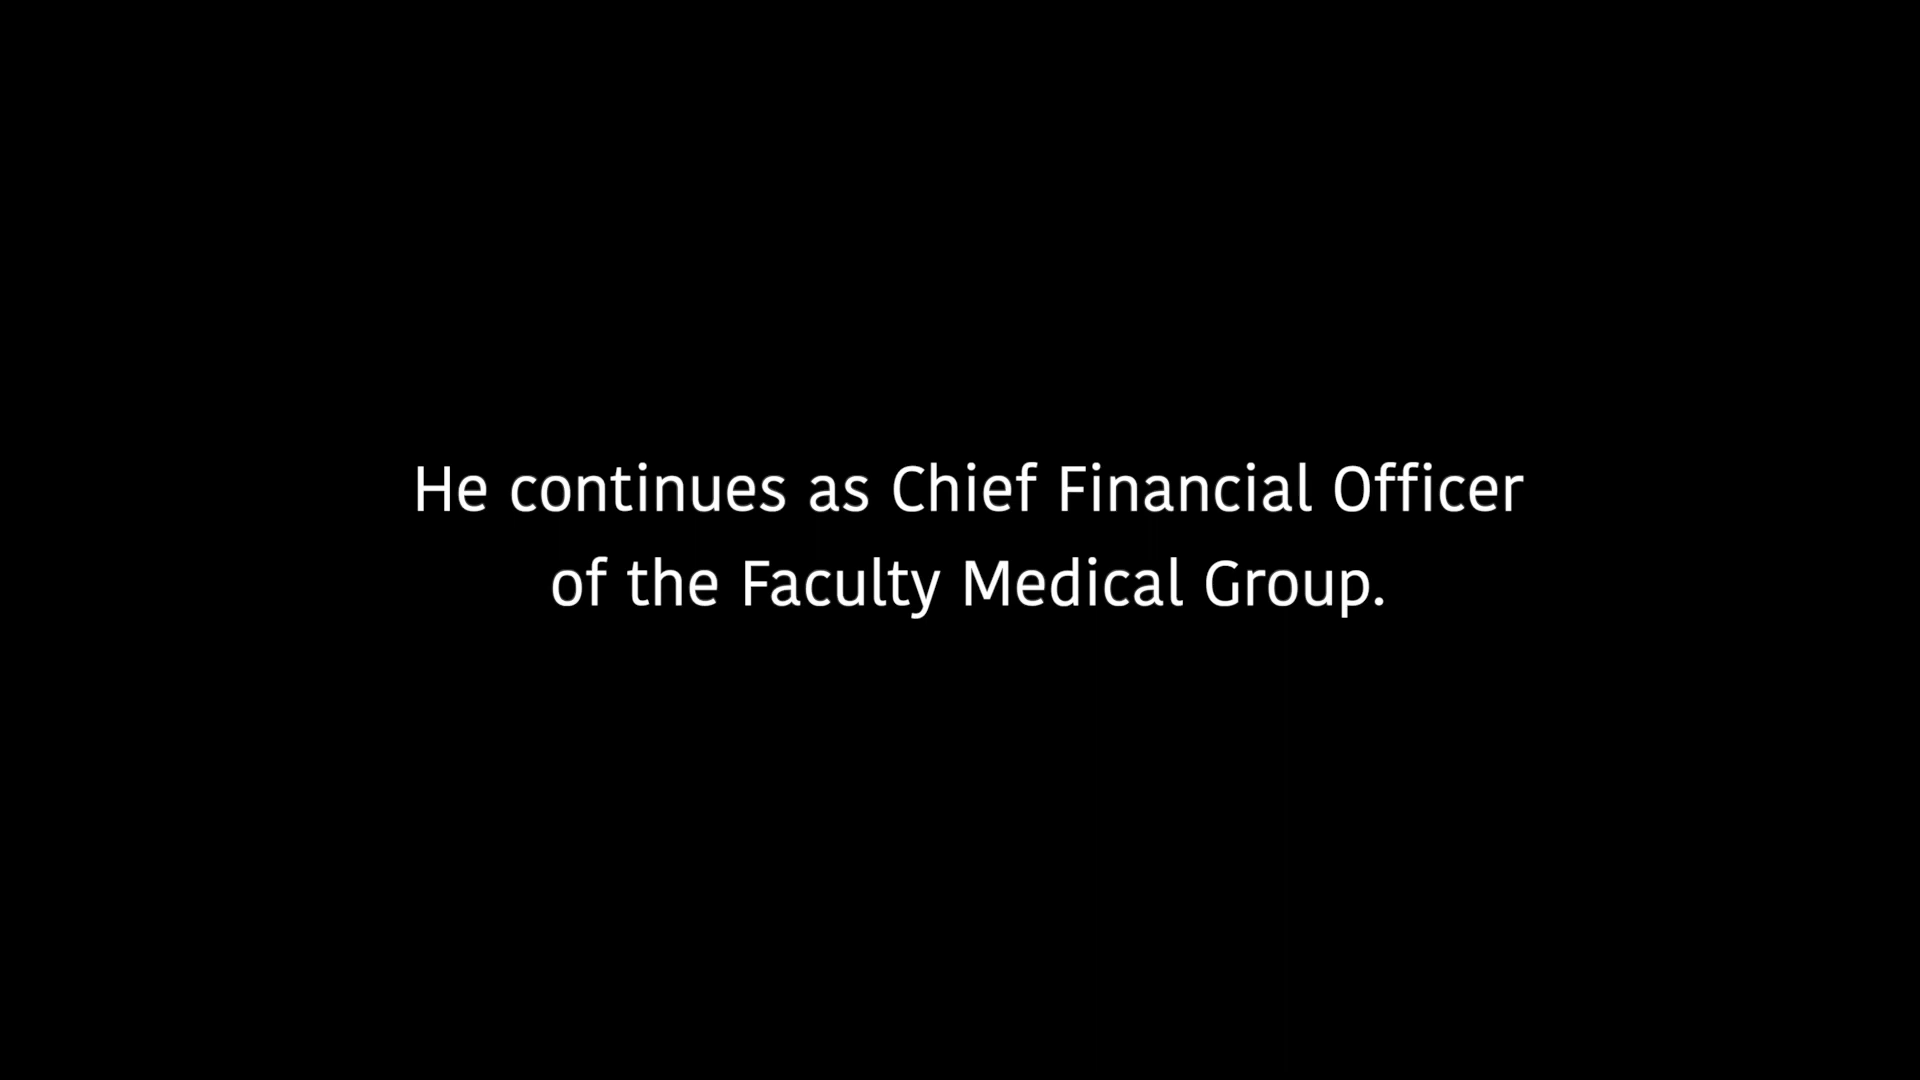 He continues as Chief Financial Officer
of the Faculty Medical Group.